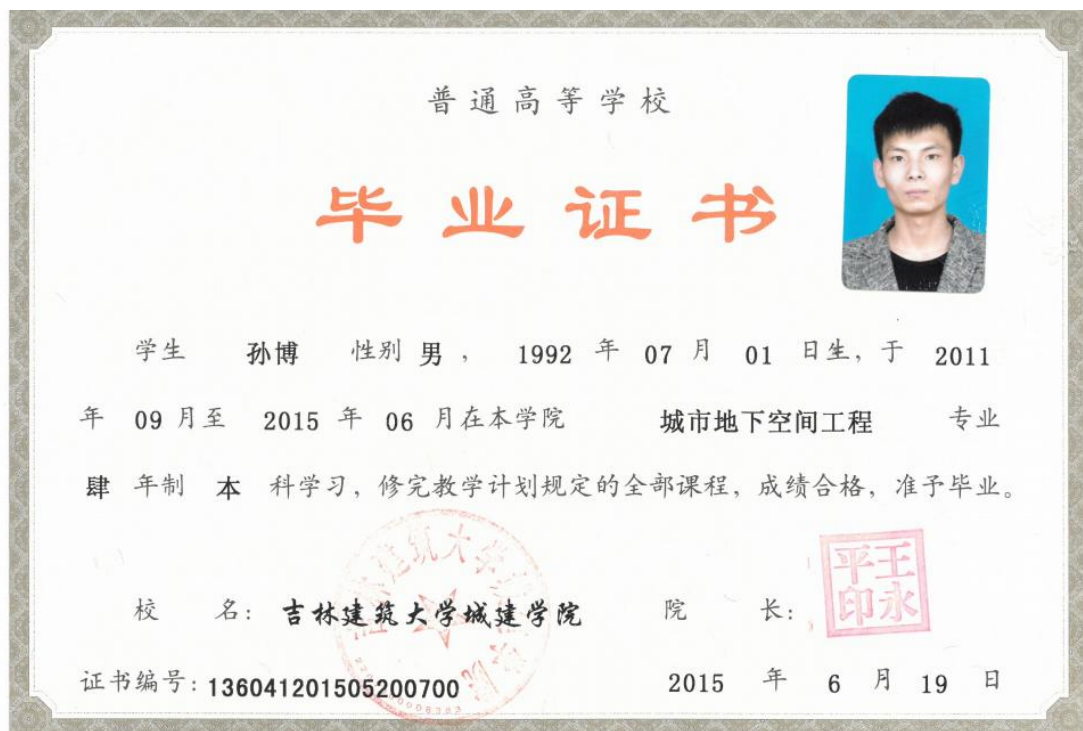 普通高等学校
毕业证书
学生 孙博 性别 男 , 1992 年 07 月 01 日生, 于 2011
年 09 月至 2015 年 06 月在本学院 城市地下空间工程 专业
肆 年制 本 科学习, 修完教学计划规定的全部课程, 成绩合格, 准予毕业。
校 名: 吉林建筑大学城建学院 院 长: 王永平印
证书编号: 136041201505200700 2015 年 6 月 19 日